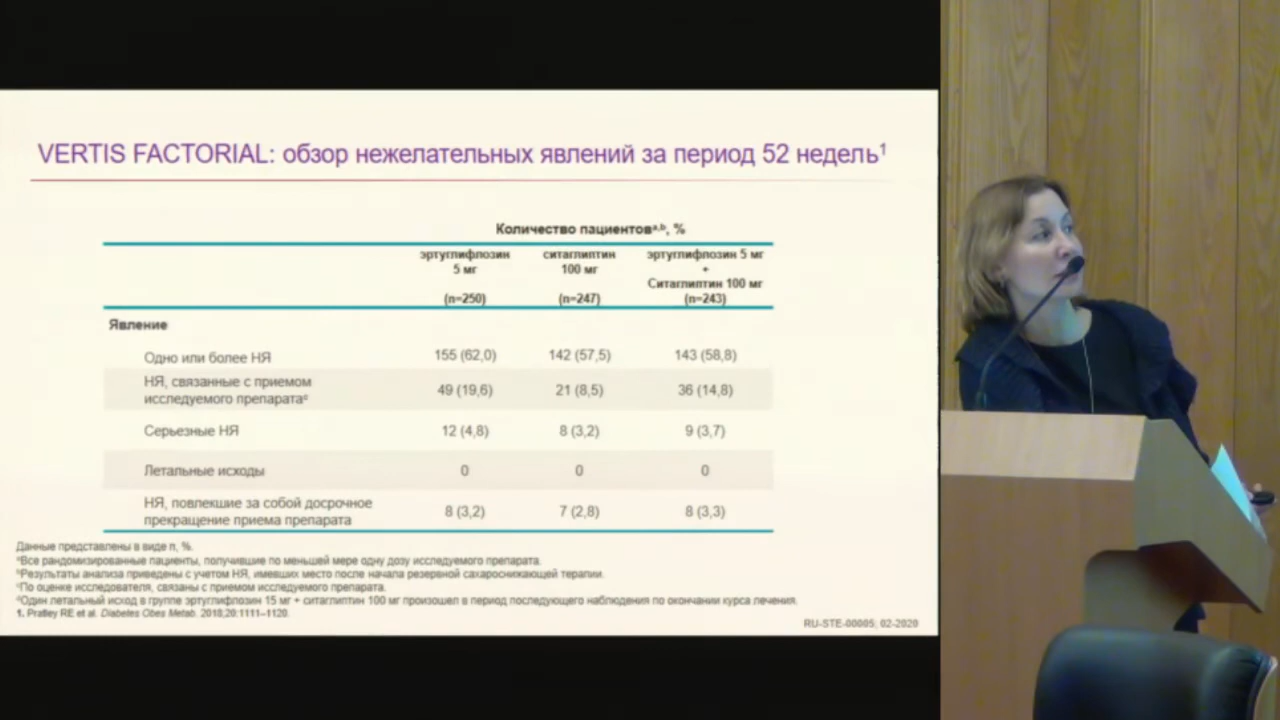 VERTIS FACTORIAL: обзор нежелательных явлений за период 52 недель¹
Количество пациентовᵃ·ᵇ, %
эртуглифлозин 5 мг (n=250)
ситаглиптин 100 мг (n=247)
эртуглифлозин 5 мг + Ситаглиптин 100 мг (n=243)
Явление
Одно или более НЯ 155 (62,0) 142 (57,5) 143 (58,8)
НЯ, связанные с приемом
исследуемого препаратаᶜ 49 (19,6) 21 (8,5) 36 (14,8)
Серьезные НЯ 12 (4,8) 8 (3,2) 9 (3,7)
Летальные исходы 0 0 0
НЯ, повлекшие за собой досрочное
прекращение приема препарата 8 (3,2) 7 (2,8) 8 (3,3)
Данные представлены в виде n, %.
ᵃВсе рандомизированные пациенты, получившие по меньшей мере одну дозу исследуемого препарата.
ᵇРезультаты анализа приведены с учетом НЯ, имевших место после начала резервной сахароснижающей терапии.
ᶜПо оценке исследователя, связаны с приемом исследуемого препарата.
ᵈОдин летальный исход в группе эртуглифлозин 15 мг + ситаглиптин 100 мг произошел в период последующего наблюдения по окончании курса лечения.
1. Pratley RE et al. Diabetes Obes Metab. 2018;20:1111–1120.
RU-STE-00005; 02-2020